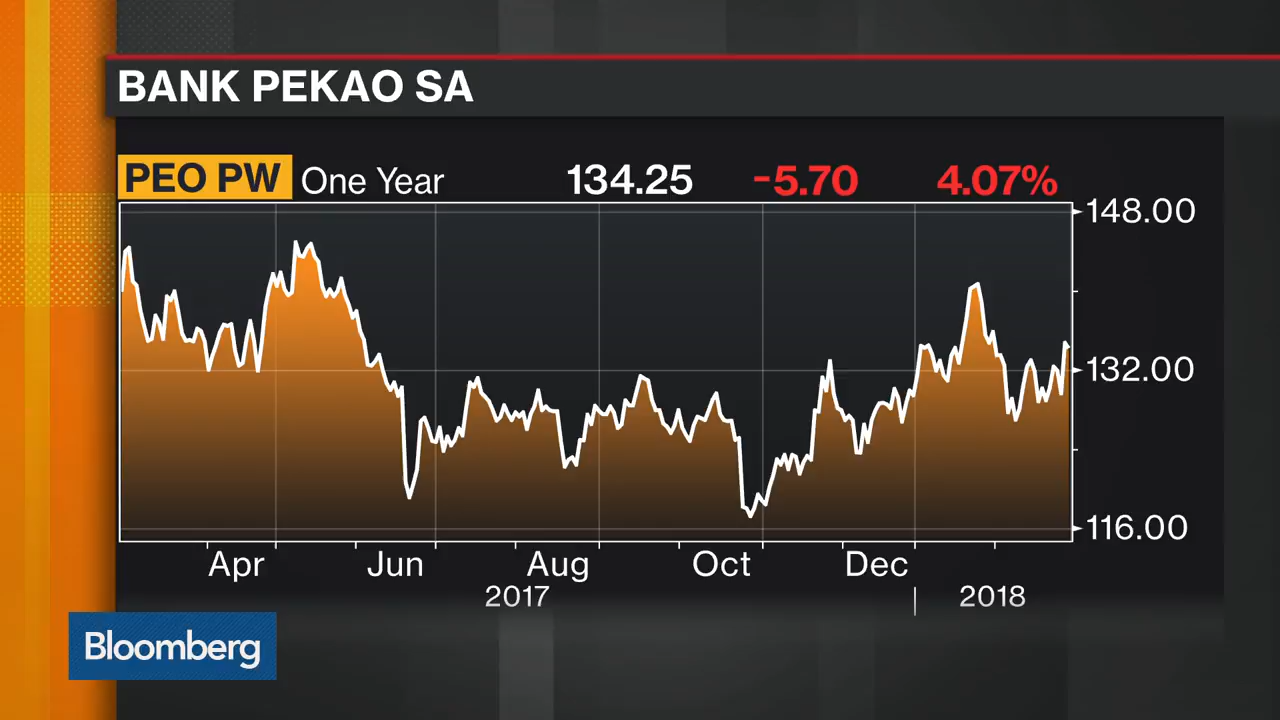 BANK PEKAO SA
PEO PW One Year 134.25 -5.70 4.07%
148.00
132.00
116.00
Apr Jun Aug Oct Dec
2017 2018
Bloomberg